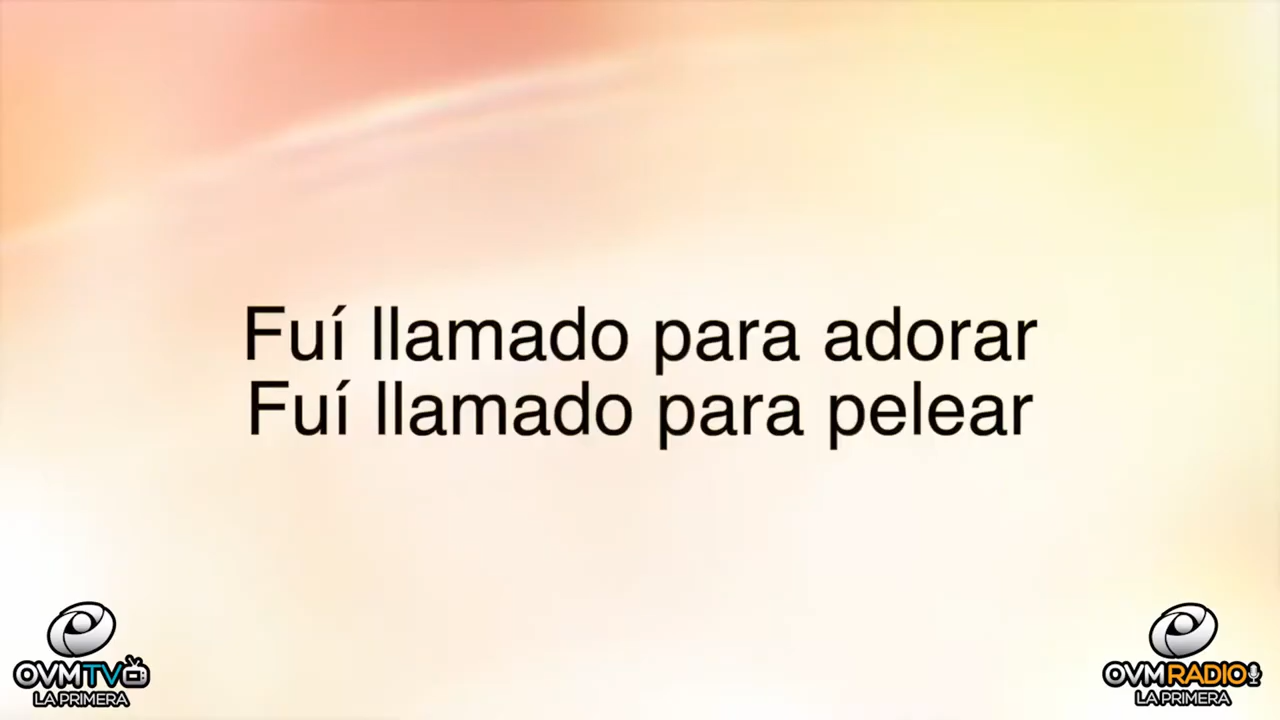 Fuí llamado para adorar
Fuí llamado para pelear
OVMTV
LA PRIMERA
OVMRADIO
LA PRIMERA